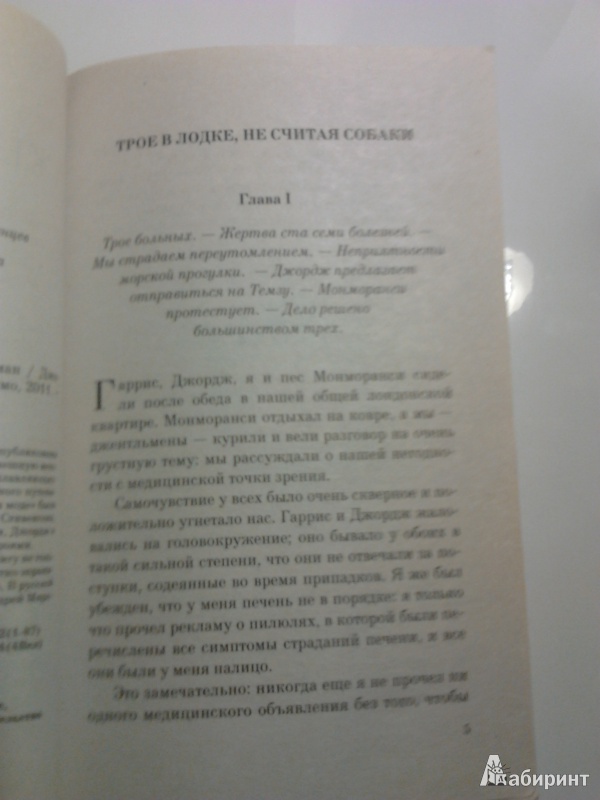 ТРОЕ В ЛОДКЕ, НЕ СЧИТАЯ СОБАКИ
Глава I
Трое больных. — Жертва ста семи болезней. —
Мы страдаем переутомлением. — Неприятности
морской прогулки. — Джордж предлагает
отправиться на Темзу. — Монморанси
протестует. — Дело решено
большинством трех.
Гаррис, Джордж, я и пес Монморанси сиде-
ли после обеда в нашей общей лондонской
квартире. Монморанси отдыхал на ковре, а мы —
джентльмены — курили и вели разговор на очень
грустную тему: мы рассуждали о нашей негоднос-
ти с медицинской точки зрения.
Самочувствие у всех было очень скверное и по-
ложительно угнетало нас. Гаррис и Джордж жало-
вались на головокружение; оно бывало у обоих в
такой сильной степени, что они не отвечали за по-
ступки, содеянные во время припадков. Я же был
убежден, что у меня печень не в порядке: я только
что прочел рекламу о пилюлях, в которой были пе-
речислены все симптомы страданий печени, и все
они были у меня налицо.
Это замечательно: никогда еще я не прочел ни
одного медицинского объявления без того, чтобы
5
нцев
ман / Дже
мо, 2011. -
Лабиринт